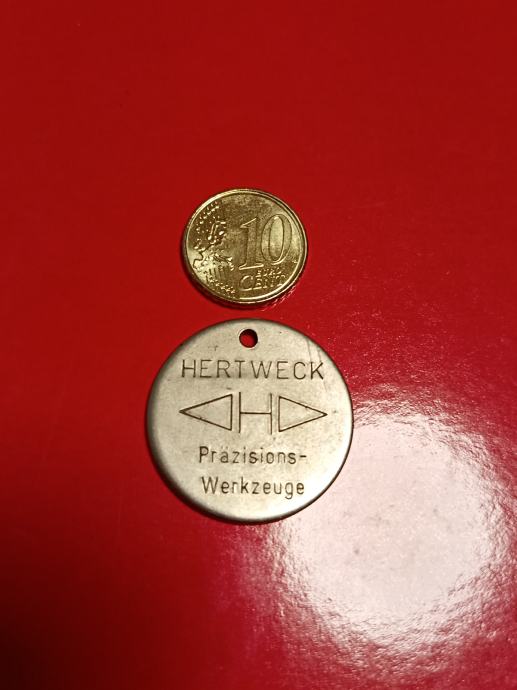 10
EURO
CENT
HERTWECK
H
Präzisions-
Werkzeuge